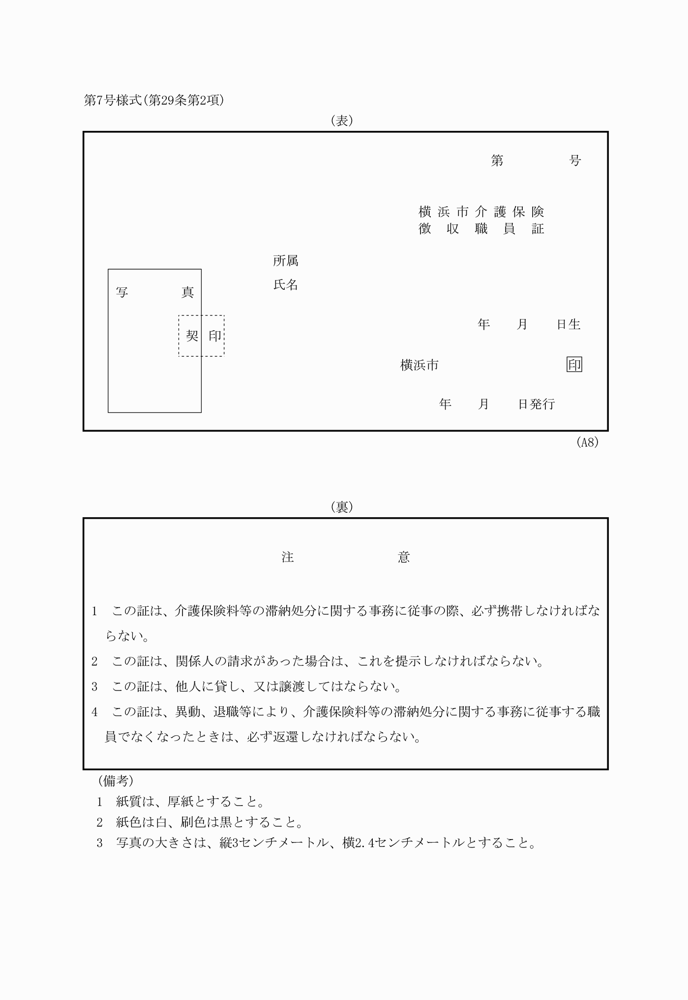 第7号様式(第29条第2項)
(表)
第　　　　　号
横浜市介護保険
徴収職員証
所属
氏名
写　　　　真
契 印
年　　月　　日生
横浜市　　　　　　　　　　印
年　　月　　日発行
(A8)
(裏)
注　　　　　　　　意
1　この証は、介護保険料等の滞納処分に関する事務に従事の際、必ず携帯しなければな
らない。
2　この証は、関係人の請求があった場合は、これを提示しなければならない。
3　この証は、他人に貸し、又は譲渡してはならない。
4　この証は、異動、退職等により、介護保険料等の滞納処分に関する事務に従事する職
員でなくなったときは、必ず返還しなければならない。
(備考)
1　紙質は、厚紙とすること。
2　紙色は白、刷色は黒とすること。
3　写真の大きさは、縦3センチメートル、横2.4センチメートルとすること。